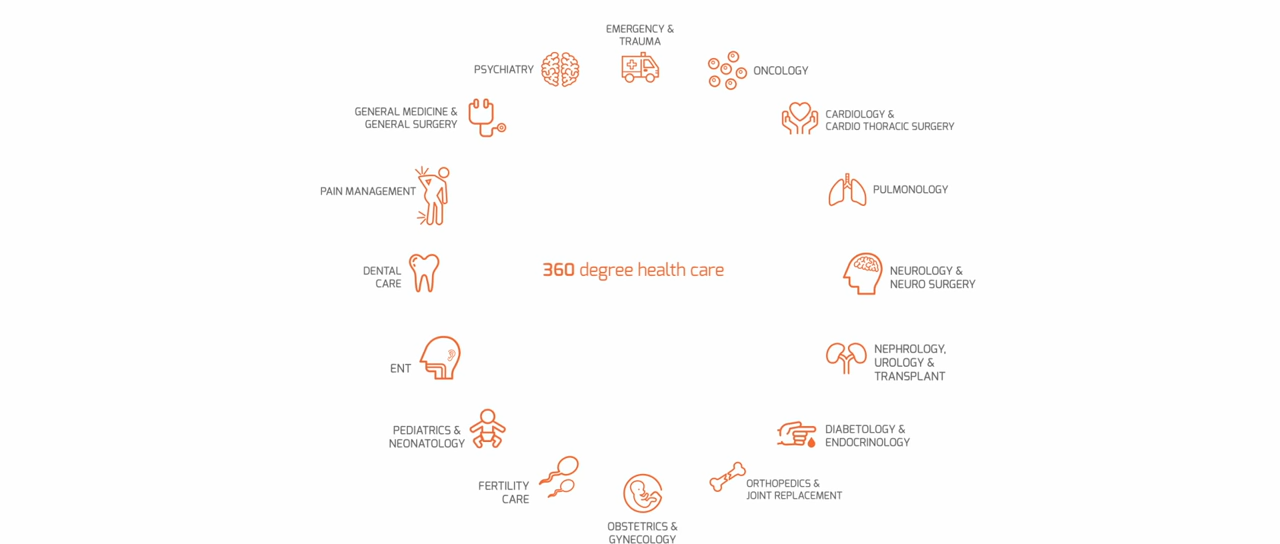 EMERGENCY &
TRAUMA
PSYCHIATRY
ONCOLOGY
GENERAL MEDICINE &
GENERAL SURGERY
CARDIOLOGY &
CARDIO THORACIC SURGERY
PAIN MANAGEMENT
PULMONOLOGY
DENTAL
CARE
360 degree health care
NEUROLOGY &
NEURO SURGERY
ENT
NEPHROLOGY,
UROLOGY &
TRANSPLANT
PEDIATRICS &
NEONATOLOGY
DIABETOLOGY &
ENDOCRINOLOGY
FERTILITY
CARE
ORTHOPEDICS &
JOINT REPLACEMENT
OBSTETRICS &
GYNECOLOGY